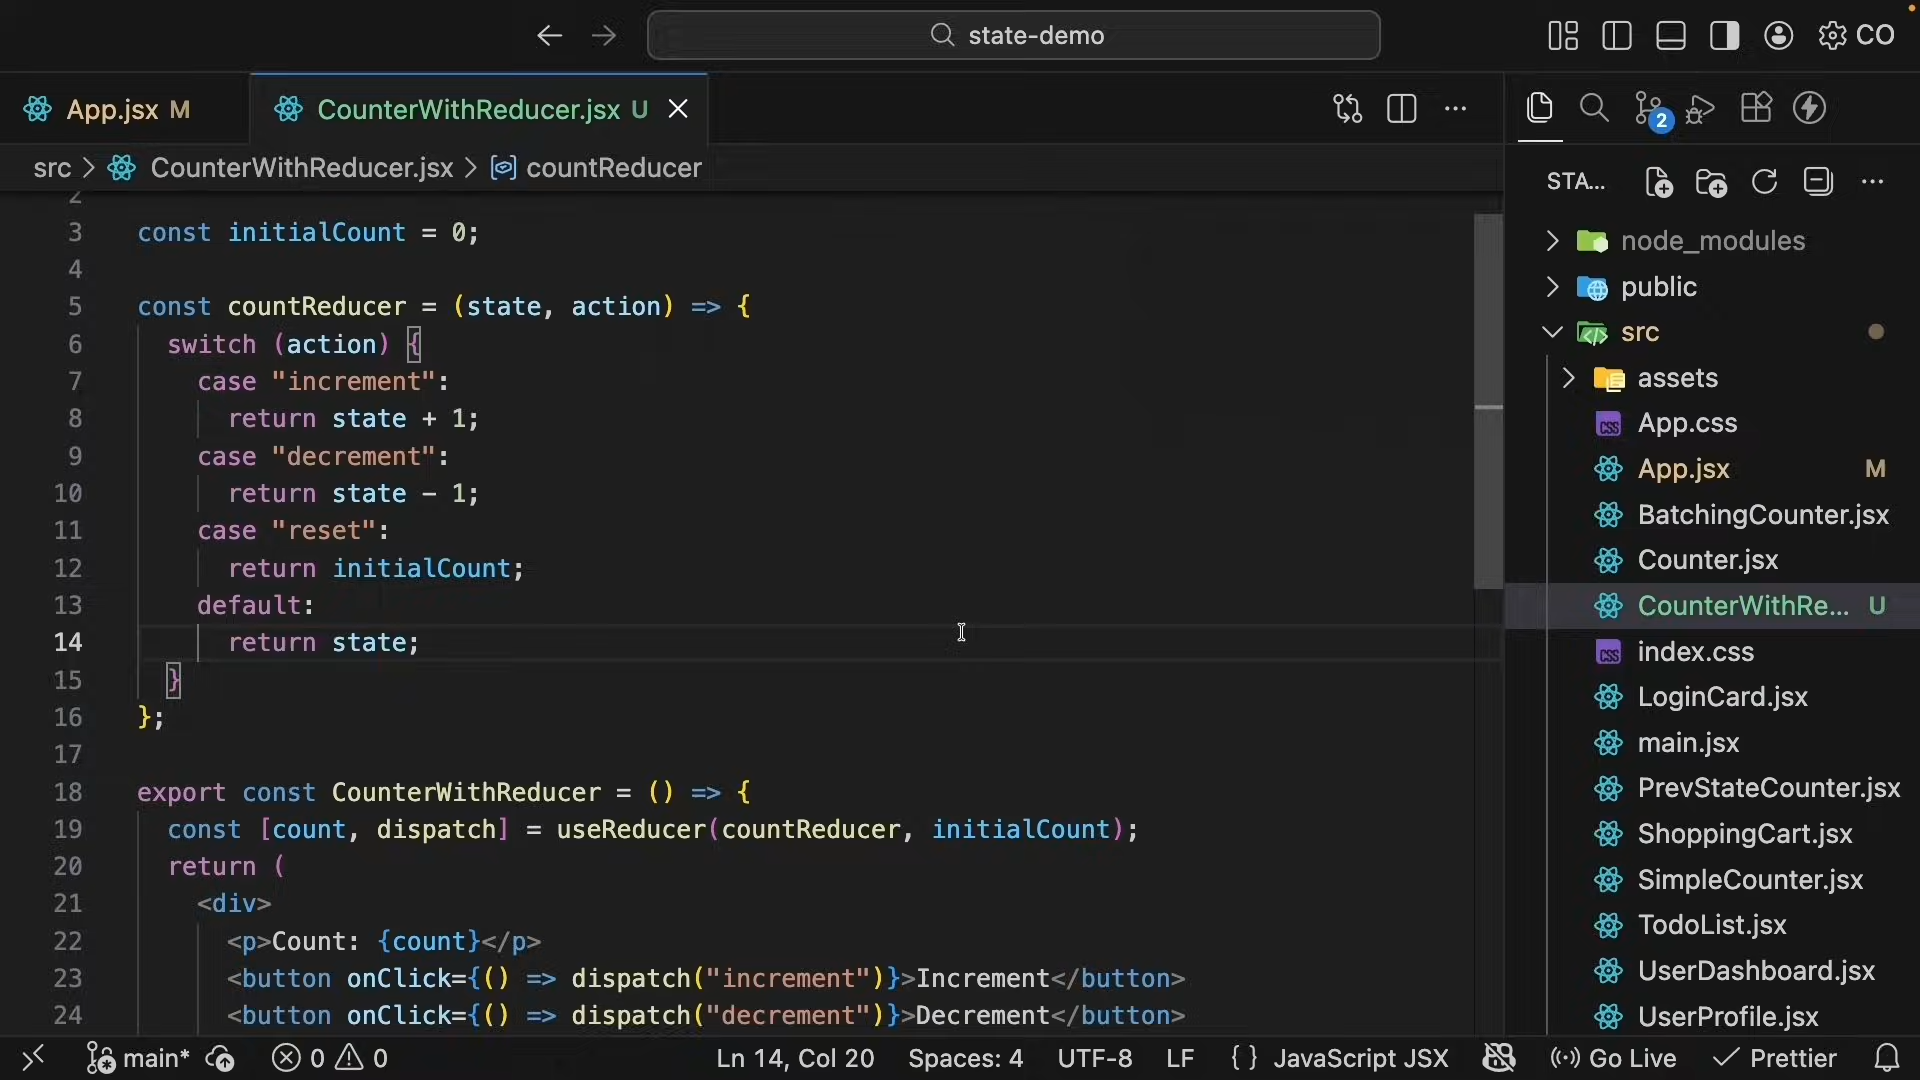 state-demo
CO
App.jsx M
CounterWithReducer.jsx U
2
src > CounterWithReducer.jsx > countReducer
STA...
2
3 const initialCount = 0;
4
5 const countReducer = (state, action) => {
6 switch (action) {
7 case "increment":
8 return state + 1;
9 case "decrement":
10 return state - 1;
11 case "reset":
12 return initialCount;
13 default:
14 return state;
15 }
16 };
17
18 export const CounterWithReducer = () => {
19 const [count, dispatch] = useReducer(countReducer, initialCount);
20 return (
21 <div>
22 <p>Count: {count}</p>
23 <button onClick={() => dispatch("increment")}>Increment</button>
24 <button onClick={() => dispatch("decrement")}>Decrement</button>
node_modules
public
src
assets
App.css
App.jsx M
BatchingCounter.jsx
Counter.jsx
CounterWithRe... U
index.css
LoginCard.jsx
main.jsx
PrevStateCounter.jsx
ShoppingCart.jsx
SimpleCounter.jsx
TodoList.jsx
UserDashboard.jsx
UserProfile.jsx
main* 0 0 Ln 14, Col 20 Spaces: 4 UTF-8 LF {} JavaScript JSX Go Live Prettier